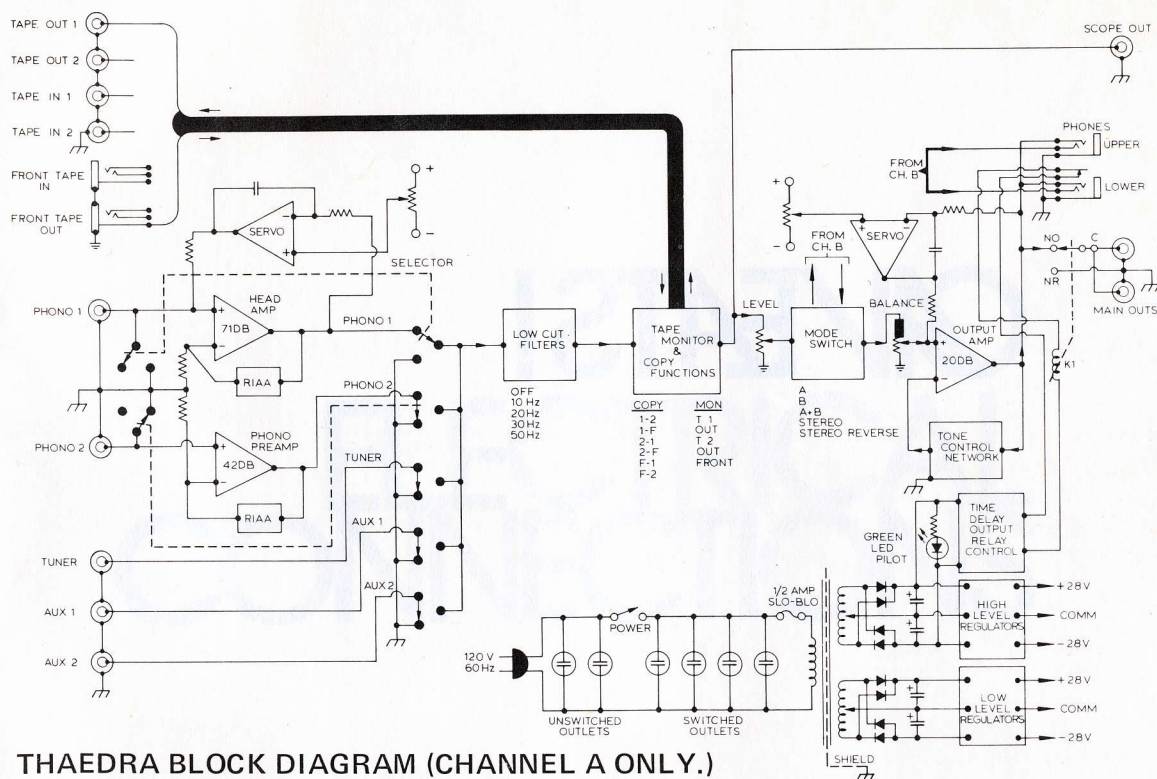 TAPE OUT 1
TAPE OUT 2
TAPE IN 1
TAPE IN 2
FRONT TAPE IN
FRONT TAPE OUT
SCOPE OUT
PHONES
UPPER
LOWER
FROM CH. B
+
-
SERVO
-
+
SELECTOR
PHONO 1
HEAD AMP
+
71DB
-
RIAA
PHONO 1
PHONO 2
PHONO PREAMP
+
42DB
-
RIAA
PHONO 2
TUNER
AUX 1
AUX 2
TUNER
AUX 1
AUX 2
LOW CUT FILTERS
OFF
10 Hz
20 Hz
30 Hz
50 Hz
TAPE MONITOR & COPY FUNCTIONS
COPY
1-2
1-F
2-1
2-F
F-1
F-2
MON
T 1
OUT
T 2
OUT
FRONT
LEVEL
+
-
+
-
SERVO
FROM CH. B
MODE SWITCH
A
B
A+B
STEREO
STEREO REVERSE
BALANCE
OUTPUT AMP
+
20DB
-
NO
C
NR
MAIN OUTS
K1
TONE CONTROL NETWORK
TIME DELAY OUTPUT RELAY CONTROL
GREEN LED PILOT
120 V
60 Hz
POWER
1/2 AMP SLO-BLO
UNSWITCHED OUTLETS
SWITCHED OUTLETS
SHIELD
+
+
HIGH LEVEL REGULATORS
+28V
COMM
-28V
+
+
LOW LEVEL REGULATORS
+28V
COMM
-28V
THAEDRA BLOCK DIAGRAM (CHANNEL A ONLY.)